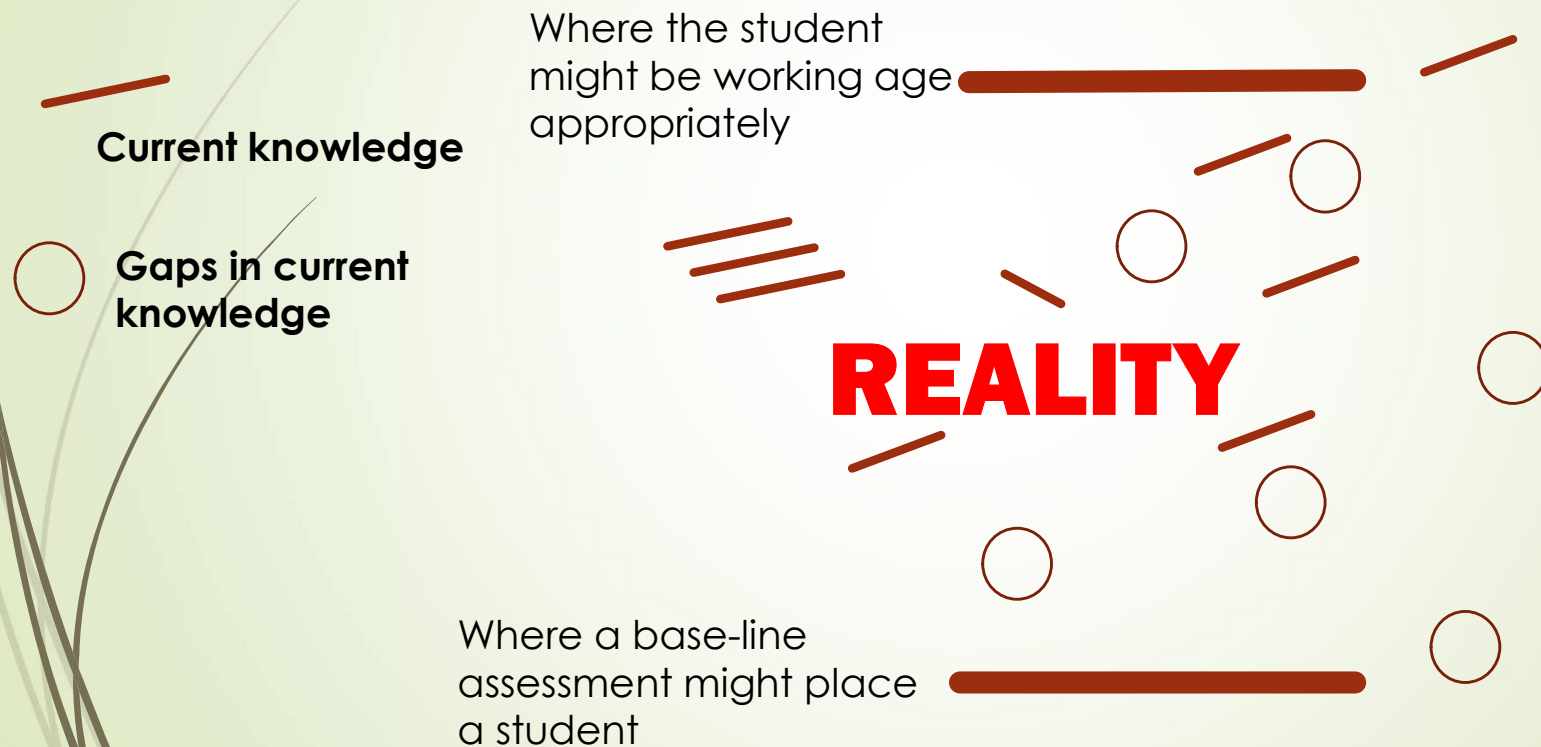 Where the student
might be working age
appropriately
Current knowledge
Gaps in current
knowledge
REALITY
Where a base-line
assessment might place
a student